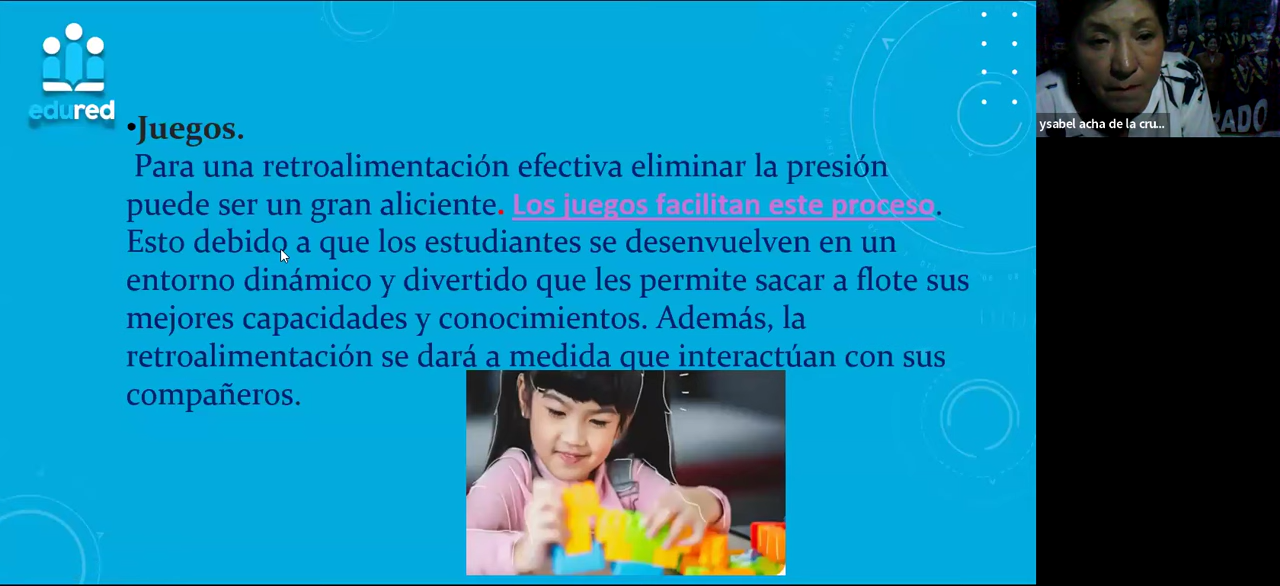 edured
•Juegos.
Para una retroalimentación efectiva eliminar la presión
puede ser un gran aliciente. Los juegos facilitan este proceso.
Esto debido a que los estudiantes se desenvuelven en un
entorno dinámico y divertido que les permite sacar a flote sus
mejores capacidades y conocimientos. Además, la
retroalimentación se dará a medida que interactúan con sus
compañeros.
ysabel acha de la cru...
RADO